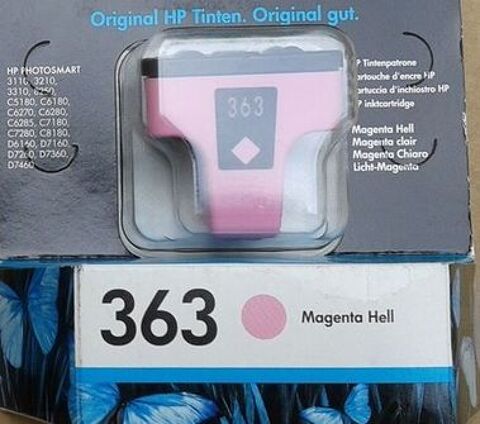 Original HP Tinten. Original gut.
HP PHOTOSMART
3110, 3210,
3310, 8250,
C5180, C6180,
C6270, C6280,
C6285, C7180,
C7280, C8180,
D6160, D7160,
D7260, D7360,
D7460
363
P Tintenpatrone
artouche d'encre HP
artuccia d'inchiostro HP
P inktcartridge
Magenta Hell
Magenta clair
Magenta Chiaro
Licht-Magenta
363
Magenta Hell